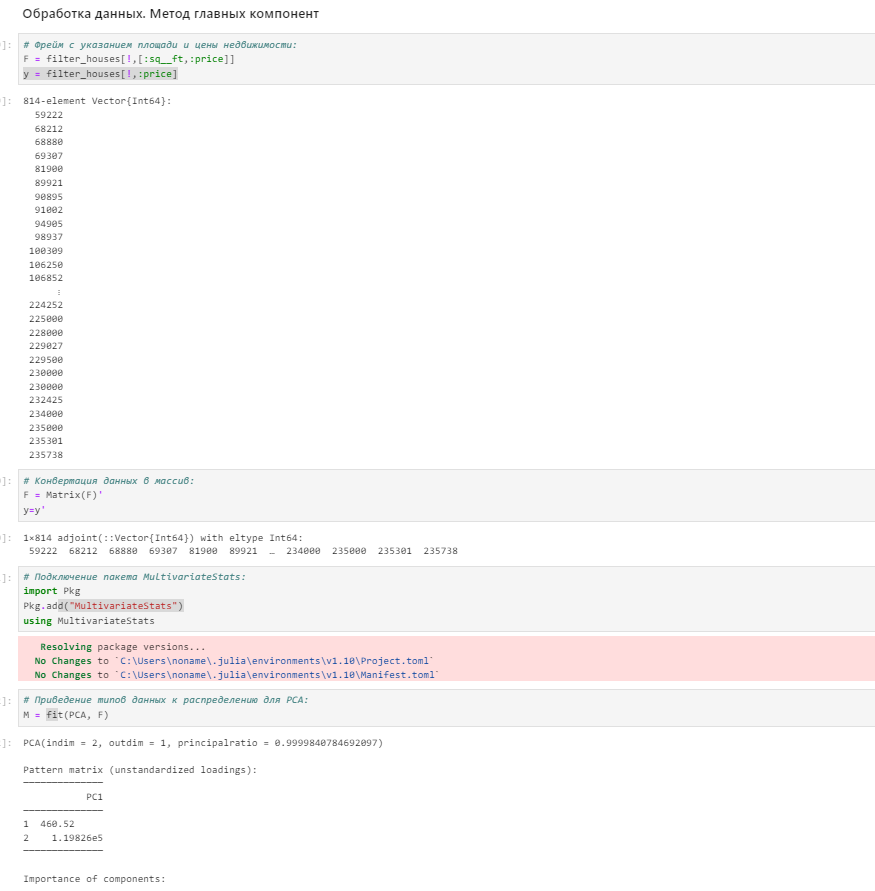 Обработка данных. Метод главных компонент
]: # Фрейм с указанием площади и цены недвижимости:
F = filter_houses[!,[:sq__ft,:price]]
y = filter_houses[!,:price]
]: 814-element Vector{Int64}:
59222
68212
68880
69307
81900
89921
90895
91002
94905
98937
100309
106250
106852
⋮
224252
225000
228000
229027
229500
230000
230000
232425
234000
235000
235301
235738
]: # Конвертация данных в массив:
F = Matrix(F)'
y=y'
]: 1×814 adjoint(::Vector{Int64}) with eltype Int64:
59222 68212 68880 69307 81900 89921 … 234000 235000 235301 235738
]: # Подключение пакета MultivariateStats:
import Pkg
Pkg.add("MultivariateStats")
using MultivariateStats
Resolving package versions...
No Changes to `C:\Users\noname\.julia\environments\v1.10\Project.toml`
No Changes to `C:\Users\noname\.julia\environments\v1.10\Manifest.toml`
]: # Приведение типов данных к распределению для PCA:
M = fit(PCA, F)
]: PCA(indim = 2, outdim = 1, principalratio = 0.9999840784692097)
Pattern matrix (unstandardized loadings):
PC1
1 460.52
2 1.19826e5
Importance of components: